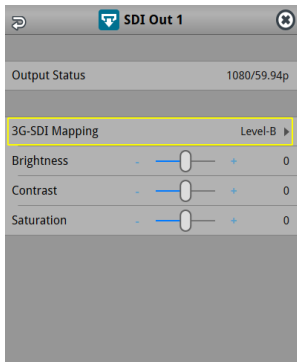 SDI Out 1
Output Status 1080/59.94p
3G-SDI Mapping Level-B
Brightness - + 0
Contrast - + 0
Saturation - + 0